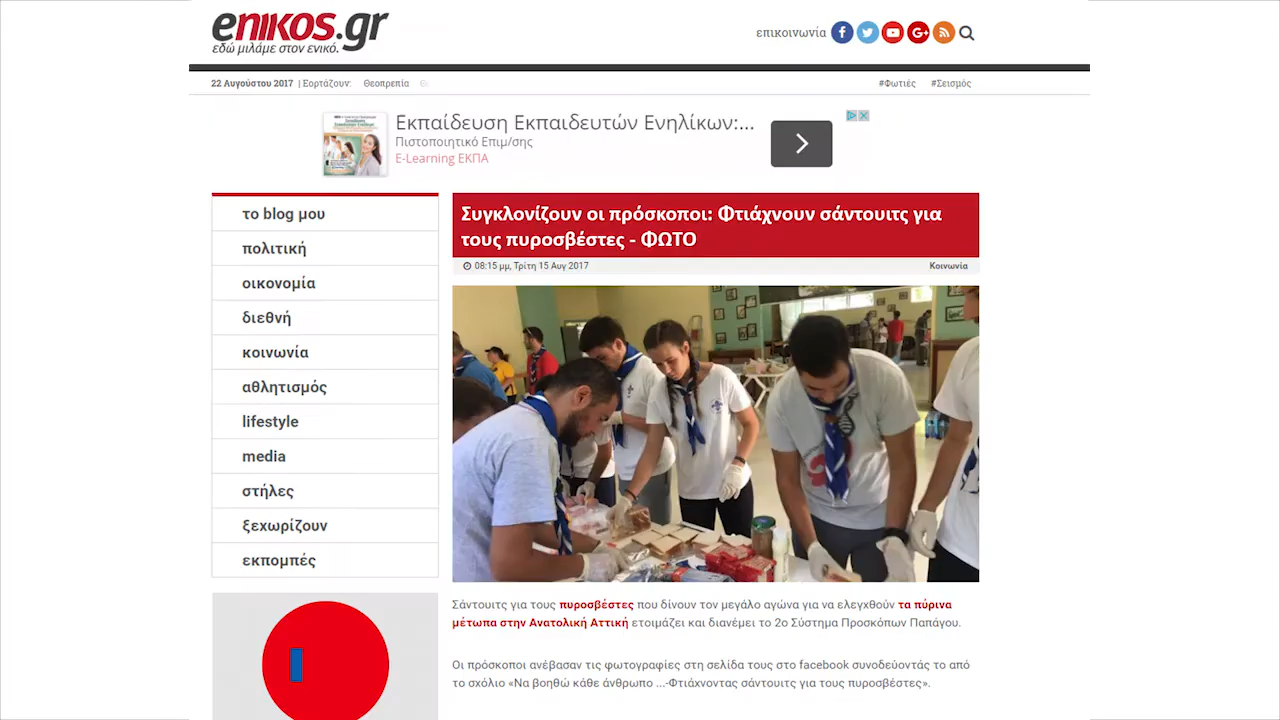 enikos.gr
εδώ μιλάμε στον ενικό.
επικοινωνία
22 Αυγούστου 2017 | Εορτάζουν: Θεοπρεπία
#Φωτιές #Σεισμός
Εκπαίδευση Εκπαιδευτών Ενηλίκων:...
Πιστοποιητικό Επιμ/σης
E-Learning ΕΚΠΑ
το blog μου
πολιτική
οικονομία
διεθνή
κοινωνία
αθλητισμός
lifestyle
media
στήλες
ξεχωρίζουν
εκπομπές
Συγκλονίζουν οι πρόσκοποι: Φτιάχνουν σάντουιτς για
τους πυροσβέστες - ΦΩΤΟ
08:15 μμ, Τρίτη 15 Αυγ 2017
Κοινωνία
Σάντουιτς για τους πυροσβέστες που δίνουν τον μεγάλο αγώνα για να ελεγχθούν τα πύρινα
μέτωπα στην Ανατολική Αττική ετοιμάζει και διανέμει το 2ο Σύστημα Προσκόπων Παπάγου.
Οι πρόσκοποι ανέβασαν τις φωτογραφίες στη σελίδα τους στο facebook συνοδεύοντάς το από
το σχόλιο «Να βοηθώ κάθε άνθρωπο ...-Φτιάχνοντας σάντουιτς για τους πυροσβέστες».